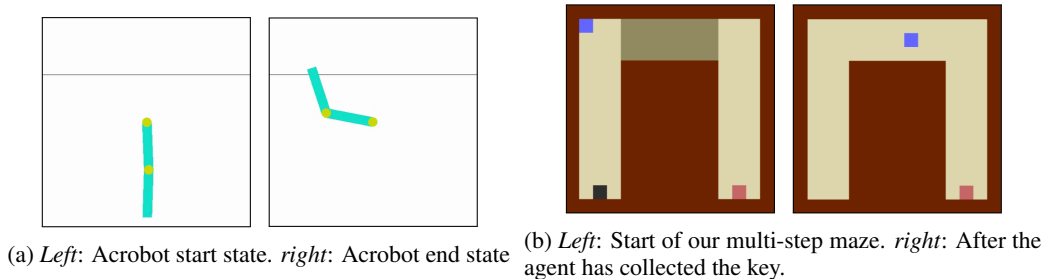 (a) Left: Acrobot start state. right: Acrobot end state
(b) Left: Start of our multi-step maze. right: After the
agent has collected the key.